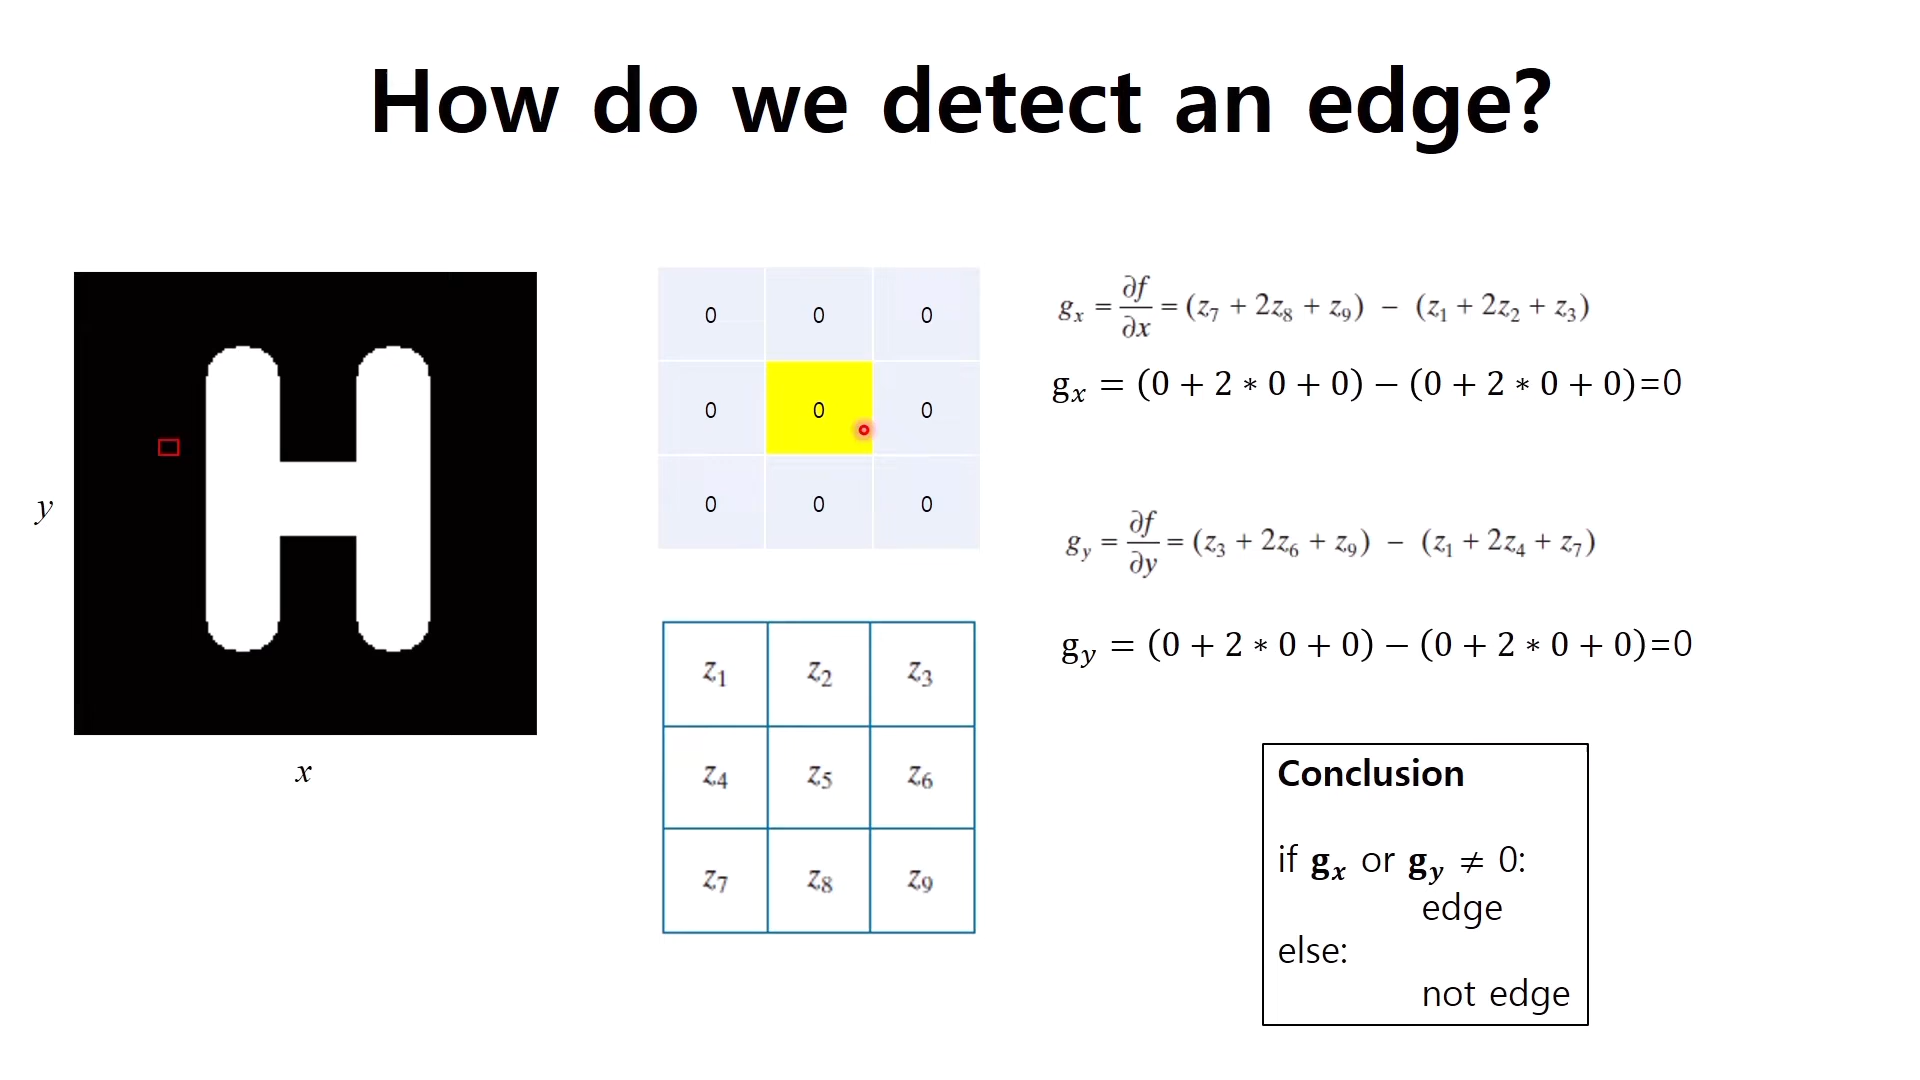 How do we detect an edge?
y
x
0 0 0
0 0 0
0 0 0
z₁ z₂ z₃
z₄ z₅ z₆
z₇ z₈ z₉
gₓ = ∂f/∂x = (z₇ + 2z₈ + z₉) − (z₁ + 2z₂ + z₃)
gₓ = (0 + 2 ∗ 0 + 0) − (0 + 2 ∗ 0 + 0)=0
g_y = ∂f/∂y = (z₃ + 2z₆ + z₉) − (z₁ + 2z₄ + z₇)
g_y = (0 + 2 ∗ 0 + 0) − (0 + 2 ∗ 0 + 0)=0
Conclusion
if gₓ or g_y ≠ 0:
edge
else:
not edge